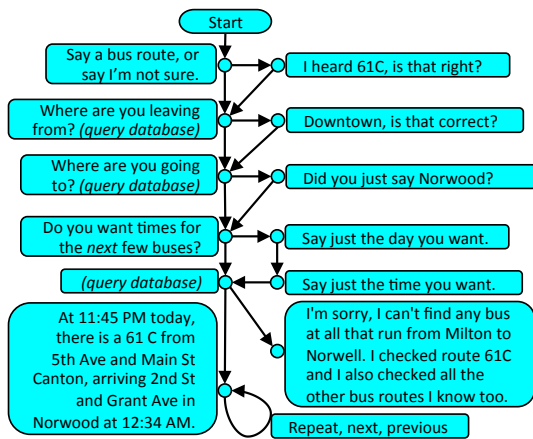 Start
Say a bus route, or
say I'm not sure.
I heard 61C, is that right?
Where are you leaving
from? (query database)
Downtown, is that correct?
Where are you going
to? (query database)
Did you just say Norwood?
Do you want times for
the next few buses?
Say just the day you want.
(query database)
Say just the time you want.
At 11:45 PM today,
there is a 61 C from
5th Ave and Main St
Canton, arriving 2nd St
and Grant Ave in
Norwood at 12:34 AM.
I'm sorry, I can't find any bus
at all that run from Milton to
Norwell. I checked route 61C
and I also checked all the
other bus routes I know too.
Repeat, next, previous